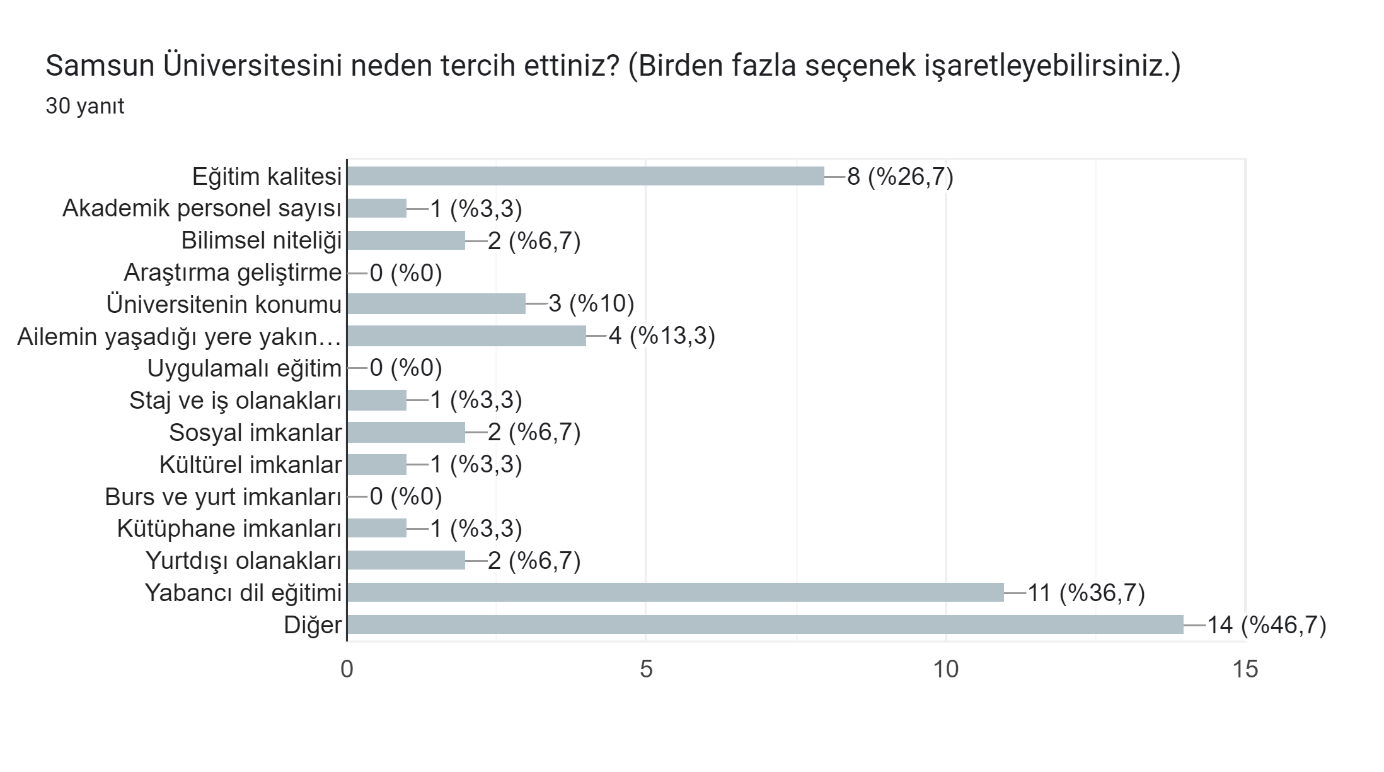 Samsun Üniversitesini neden tercih ettiniz? (Birden fazla seçenek işaretleyebilirsiniz.)
30 yanıt
Eğitim kalitesi 8 (%26,7)
Akademik personel sayısı 1 (%3,3)
Bilimsel niteliği 2 (%6,7)
Araştırma geliştirme 0 (%0)
Üniversitenin konumu 3 (%10)
Ailemin yaşadığı yere yakın… 4 (%13,3)
Uygulamalı eğitim 0 (%0)
Staj ve iş olanakları 1 (%3,3)
Sosyal imkanlar 2 (%6,7)
Kültürel imkanlar 1 (%3,3)
Burs ve yurt imkanları 0 (%0)
Kütüphane imkanları 1 (%3,3)
Yurtdışı olanakları 2 (%6,7)
Yabancı dil eğitimi 11 (%36,7)
Diğer 14 (%46,7)
0 5 10 15